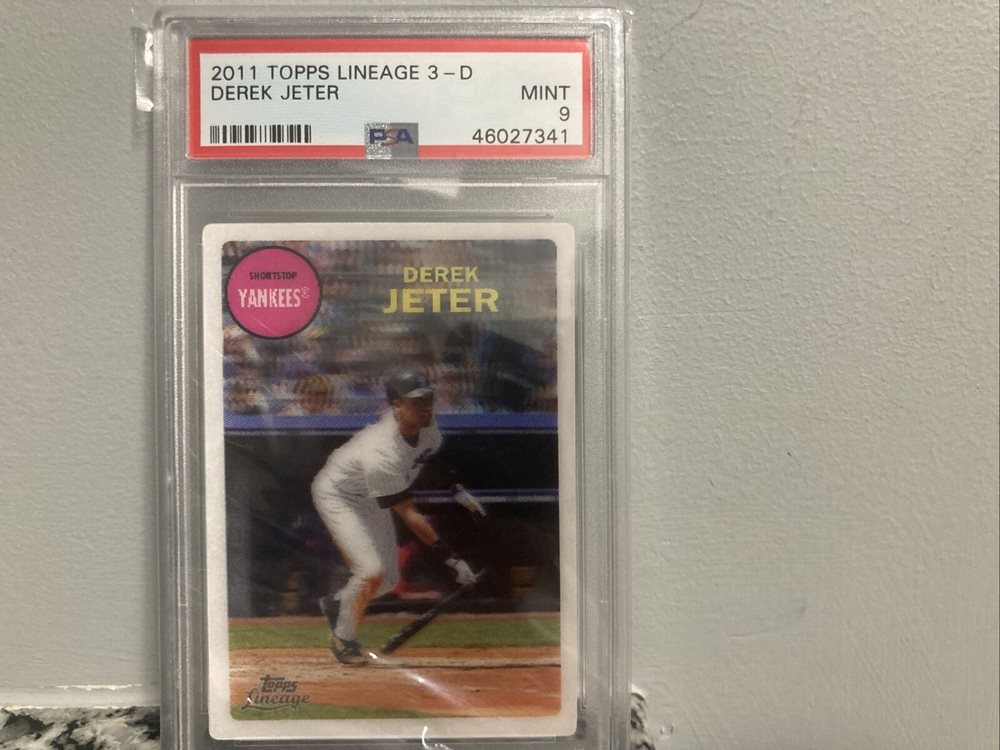 2011 TOPPS LINEAGE 3-D
DEREK JETER MINT
9
PSA 46027341
SHORTSTOP
YANKEES®
DEREK
JETER
topps
Lineage